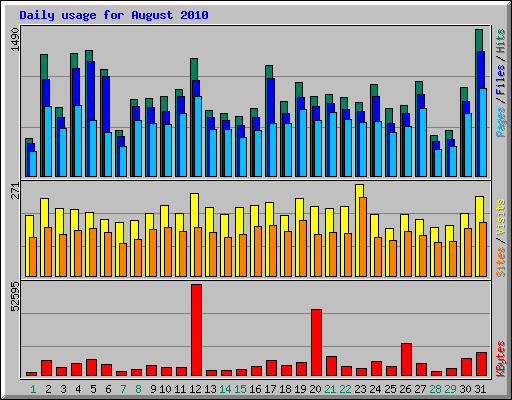 Daily usage for August 2010
1490
Pages / Files / Hits
271
Sites / Visits
52595
KBytes
1 2 3 4 5 6 7 8 9 10 11 12 13 14 15 16 17 18 19 20 21 22 23 24 25 26 27 28 29 30 31